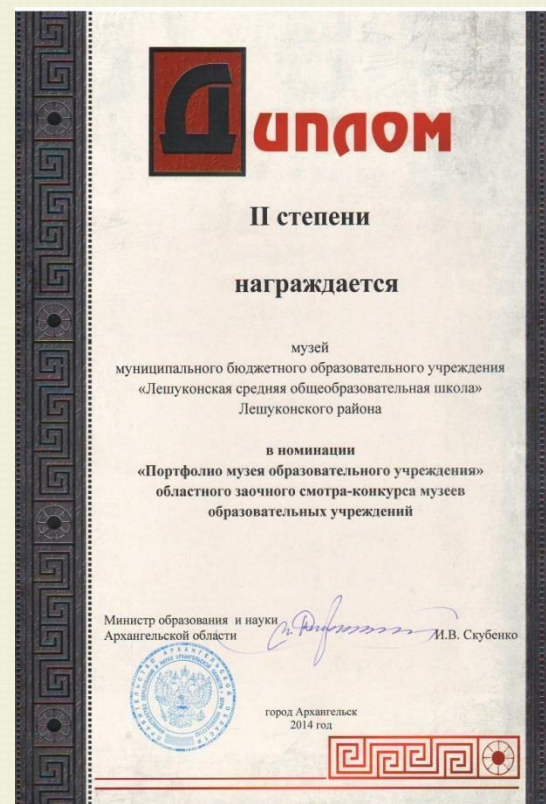 Диплом
II степени
награждается
музей
муниципального бюджетного образовательного учреждения
«Лешуконская средняя общеобразовательная школа»
Лешуконского района
в номинации
«Портфолио музея образовательного учреждения»
областного заочного смотра-конкурса музеев
образовательных учреждений
Министр образования и науки
Архангельской области
И.В. Скубенко
город Архангельск
2014 год